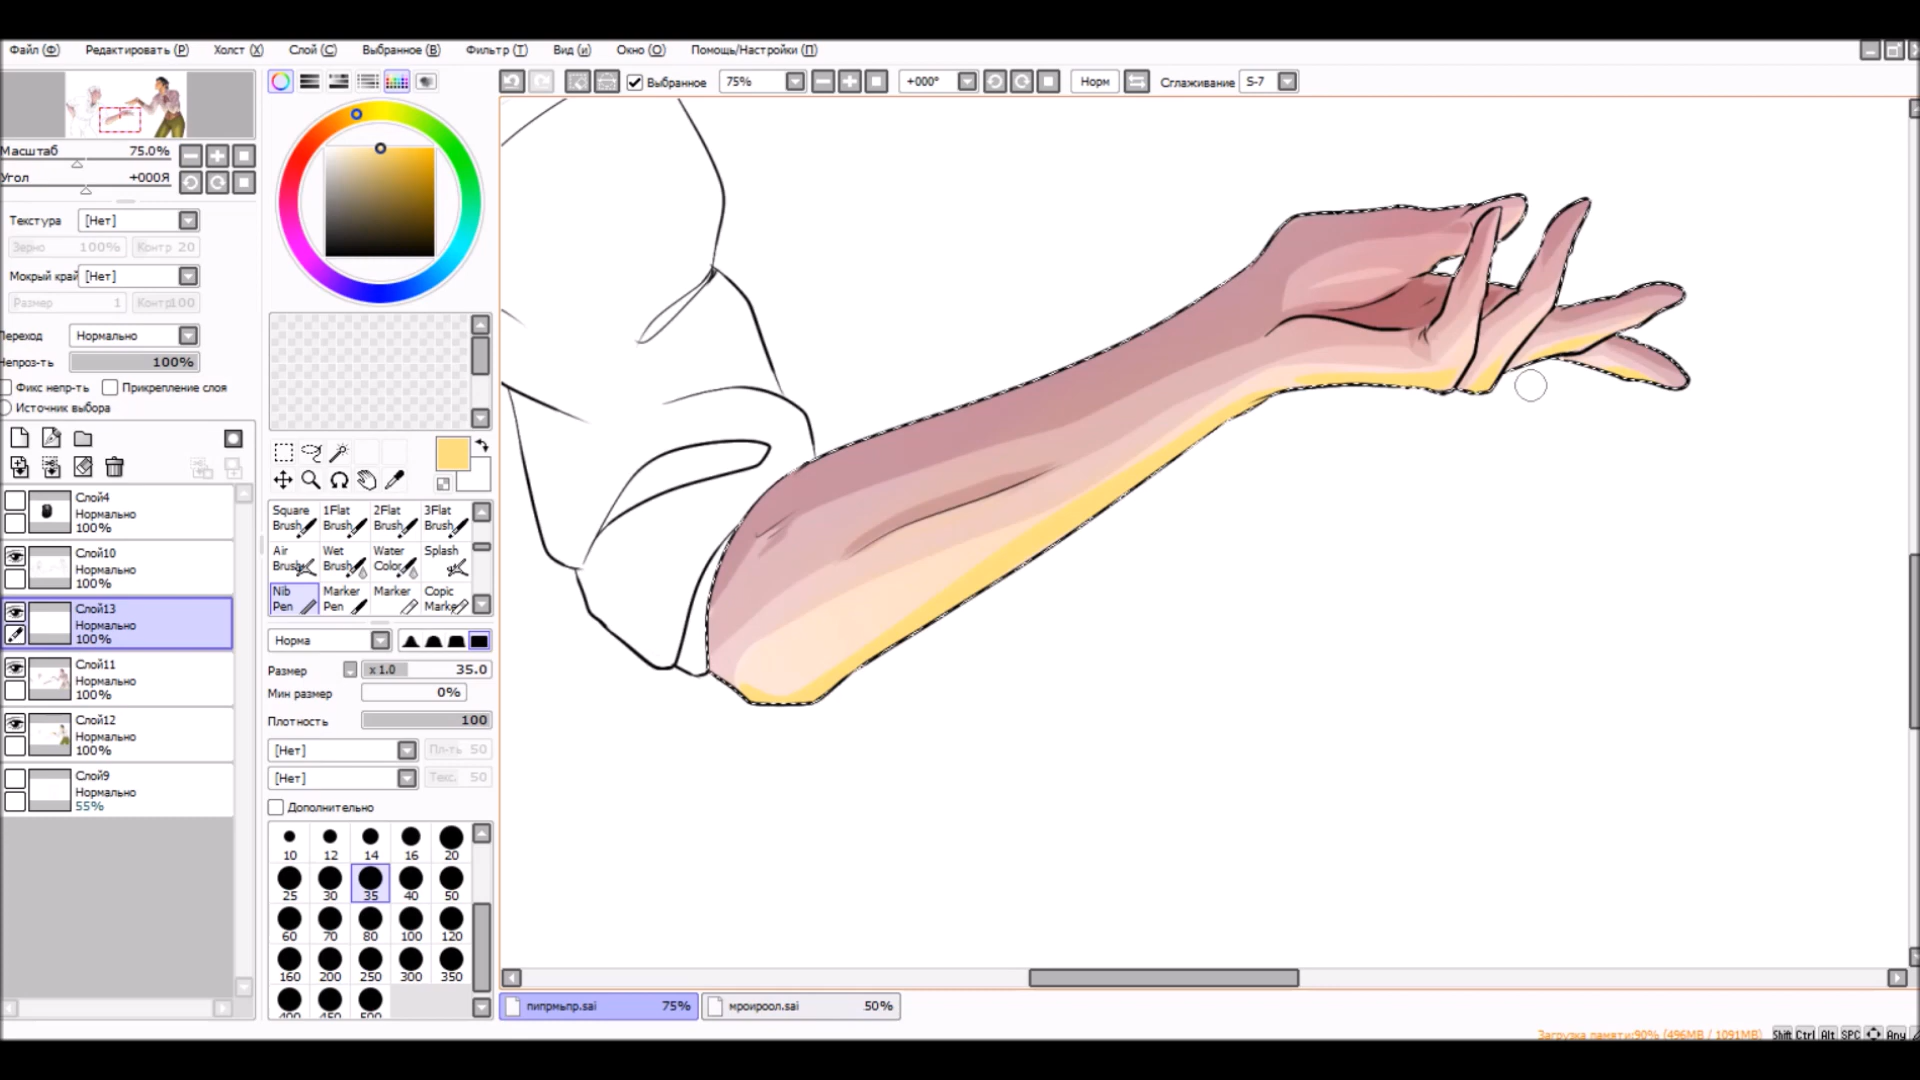 Файл (Ф) Редактировать (Р) Холст (Х) Слой (С) Выбранное (В) Фильтр (Т) Вид (и) Окно (О) Помощь/Настройки (П)
Выбранное 75% +000° Норм Сглаживание S-7
Масштаб 75.0%
Угол +000Я
Текстура [Нет]
Зерно 100% Контр 20
Мокрый край [Нет]
Размер 1 Контр 100
Переход Нормально
Непроз-ть 100%
Фикс непр-ть Прикрепление слоя
Источник выбора
Слой4
Нормально
100%
Слой10
Нормально
100%
Слой13
Нормально
100%
Слой11
Нормально
100%
Слой12
Нормально
100%
Слой9
Нормально
55%
Square Brush 1Flat Brush 2Flat Brush 3Flat Brush
Air Brush Wet Brush Water Color Splash
Nib Pen Marker Pen Marker Copic Marke
Норма
Размер x 1.0 35.0
Мин размер 0%
Плотность 100
[Нет] Пл-ть 50
[Нет] Текс. 50
Дополнительно
10 12 14 16 20
25 30 35 40 50
60 70 80 100 120
160 200 250 300 350
400 450 500
пипрмьпр.sai 75% мроироол.sai 50%
Загрузка памяти:90% (496MB / 1091MB) Shift Ctrl Alt SPC Any